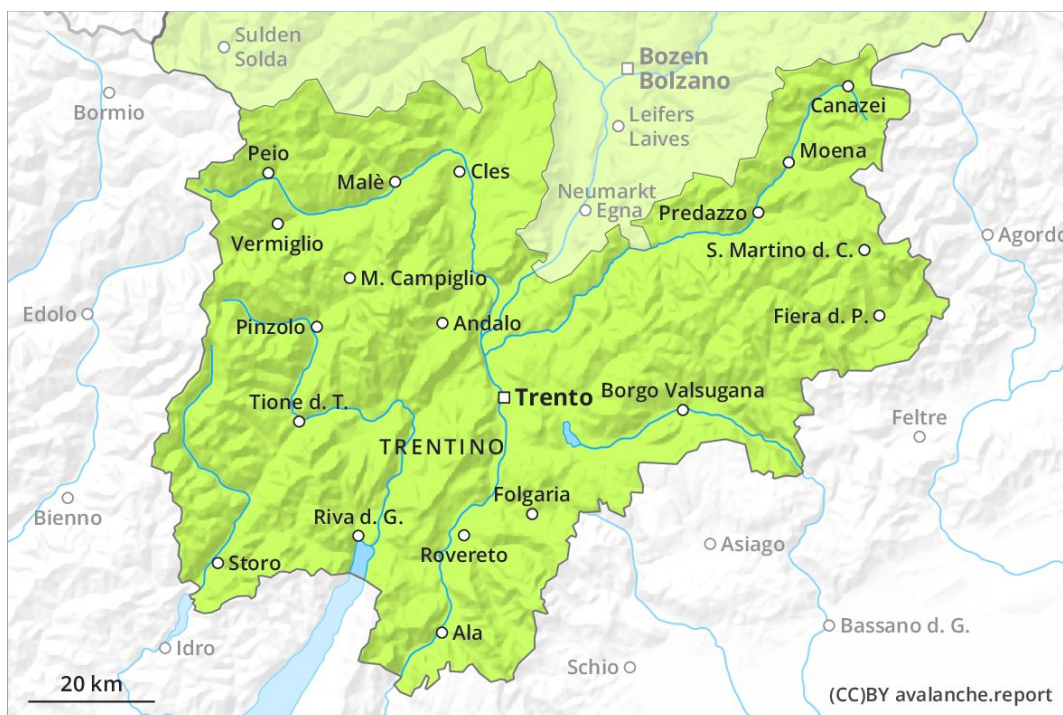 Sulden
Solda
Bozen
Bolzano
Bormio
Canazei
Leifers
Laives
Peio
Moena
Malè
Cles
Neumarkt
Egna
Predazzo
Vermiglio
Agordo
S. Martino d. C.
M. Campiglio
Edolo
Fiera d. P.
Pinzolo
Andalo
Trento
Borgo Valsugana
Tione d. T.
Feltre
TRENTINO
Folgaria
Bienno
Riva d. G.
Asiago
Rovereto
Storo
Bassano d. G.
Ala
Idro
Schio
20 km
(CC)BY avalanche.report